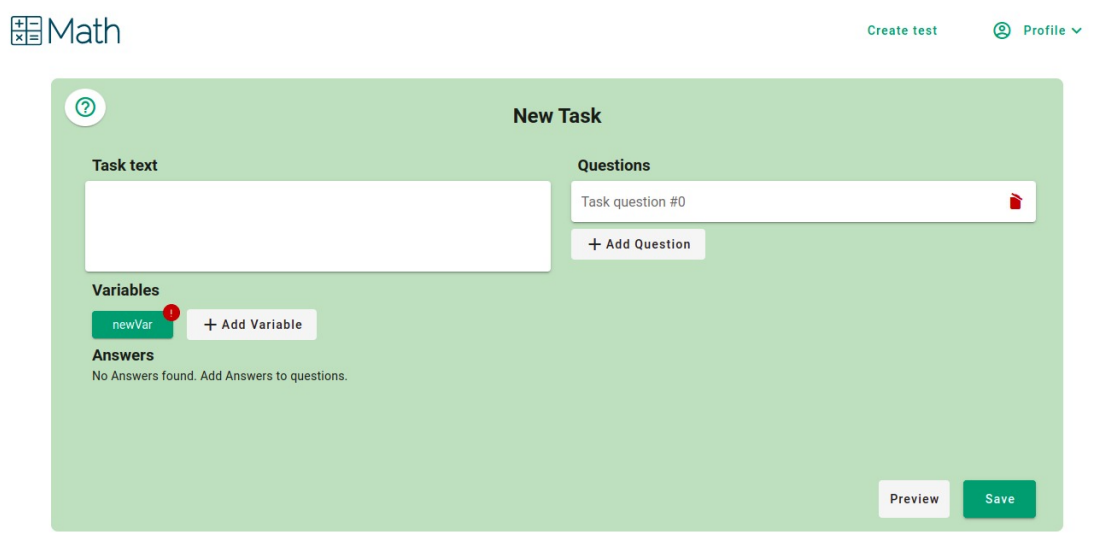 Math
Create test
Profile
New Task
Task text
Questions
Task question #0
+ Add Question
Variables
newVar
!
+ Add Variable
Answers
No Answers found. Add Answers to questions.
Preview
Save